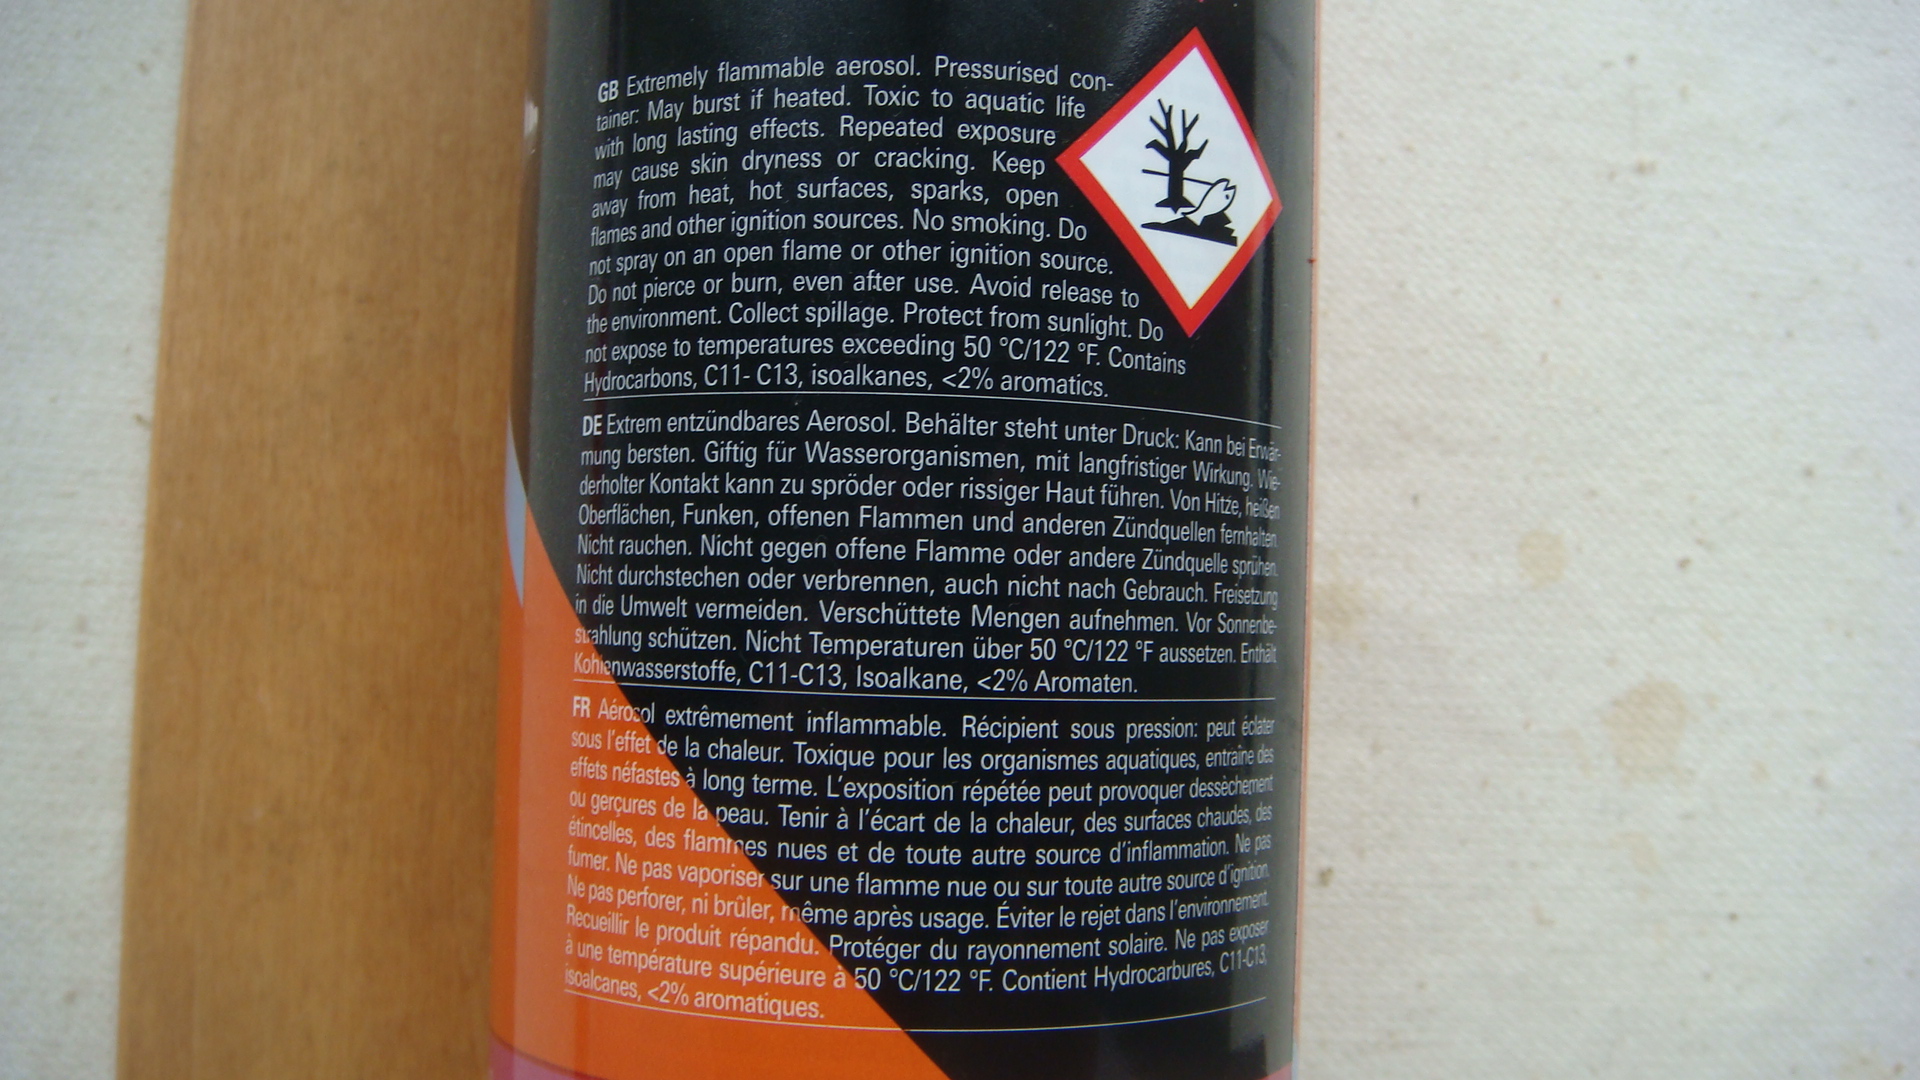 GB Extremely flammable aerosol. Pressurised con-
tainer: May burst if heated. Toxic to aquatic life
with long lasting effects. Repeated exposure
may cause skin dryness or cracking. Keep
away from heat, hot surfaces, sparks, open
flames and other ignition sources. No smoking. Do
not spray on an open flame or other ignition source.
Do not pierce or burn, even after use. Avoid release to
the environment. Collect spillage. Protect from sunlight. Do
not expose to temperatures exceeding 50 °C/122 °F. Contains
Hydrocarbons, C11- C13, isoalkanes, <2% aromatics.
DE Extrem entzündbares Aerosol. Behälter steht unter Druck: Kann bei Erwär-
mung bersten. Giftig für Wasserorganismen, mit langfristiger Wirkung. Wie-
derholter Kontakt kann zu spröder oder rissiger Haut führen. Von Hitze, heißen
Oberflächen, Funken, offenen Flammen und anderen Zündquellen fernhalten.
Nicht rauchen. Nicht gegen offene Flamme oder andere Zündquelle sprühen.
Nicht durchstechen oder verbrennen, auch nicht nach Gebrauch. Freisetzung
in die Umwelt vermeiden. Verschüttete Mengen aufnehmen. Vor Sonnenbe-
strahlung schützen. Nicht Temperaturen über 50 °C/122 °F aussetzen. Enthält
Kohlenwasserstoffe, C11-C13, Isoalkane, <2% Aromaten.
FR Aérosol extrêmement inflammable. Récipient sous pression: peut éclater
sous l'effet de la chaleur. Toxique pour les organismes aquatiques, entraîne des
effets néfastes à long terme. L'exposition répétée peut provoquer dessèchement
ou gerçures de la peau. Tenir à l'écart de la chaleur, des surfaces chaudes, des
étincelles, des flammes nues et de toute autre source d'inflammation. Ne pas
fumer. Ne pas vaporiser sur une flamme nue ou sur toute autre source d'ignition.
Ne pas perforer, ni brûler, même après usage. Éviter le rejet dans l'environnement.
Recueillir le produit répandu. Protéger du rayonnement solaire. Ne pas exposer
à une température supérieure à 50 °C/122 °F. Contient Hydrocarbures, C11-C13,
isoalcanes, <2% aromatiques.